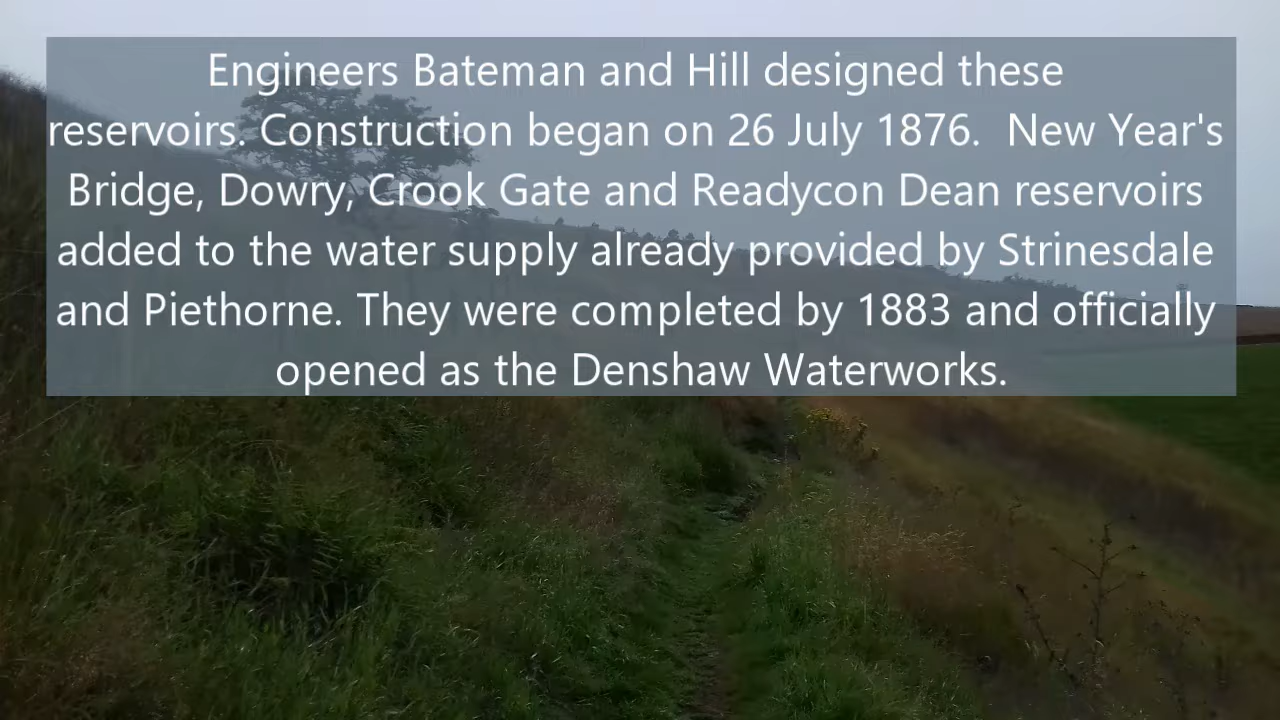 Engineers Bateman and Hill designed these
reservoirs. Construction began on 26 July 1876.  New Year's
Bridge, Dowry, Crook Gate and Readycon Dean reservoirs
added to the water supply already provided by Strinesdale
and Piethorne. They were completed by 1883 and officially
opened as the Denshaw Waterworks.